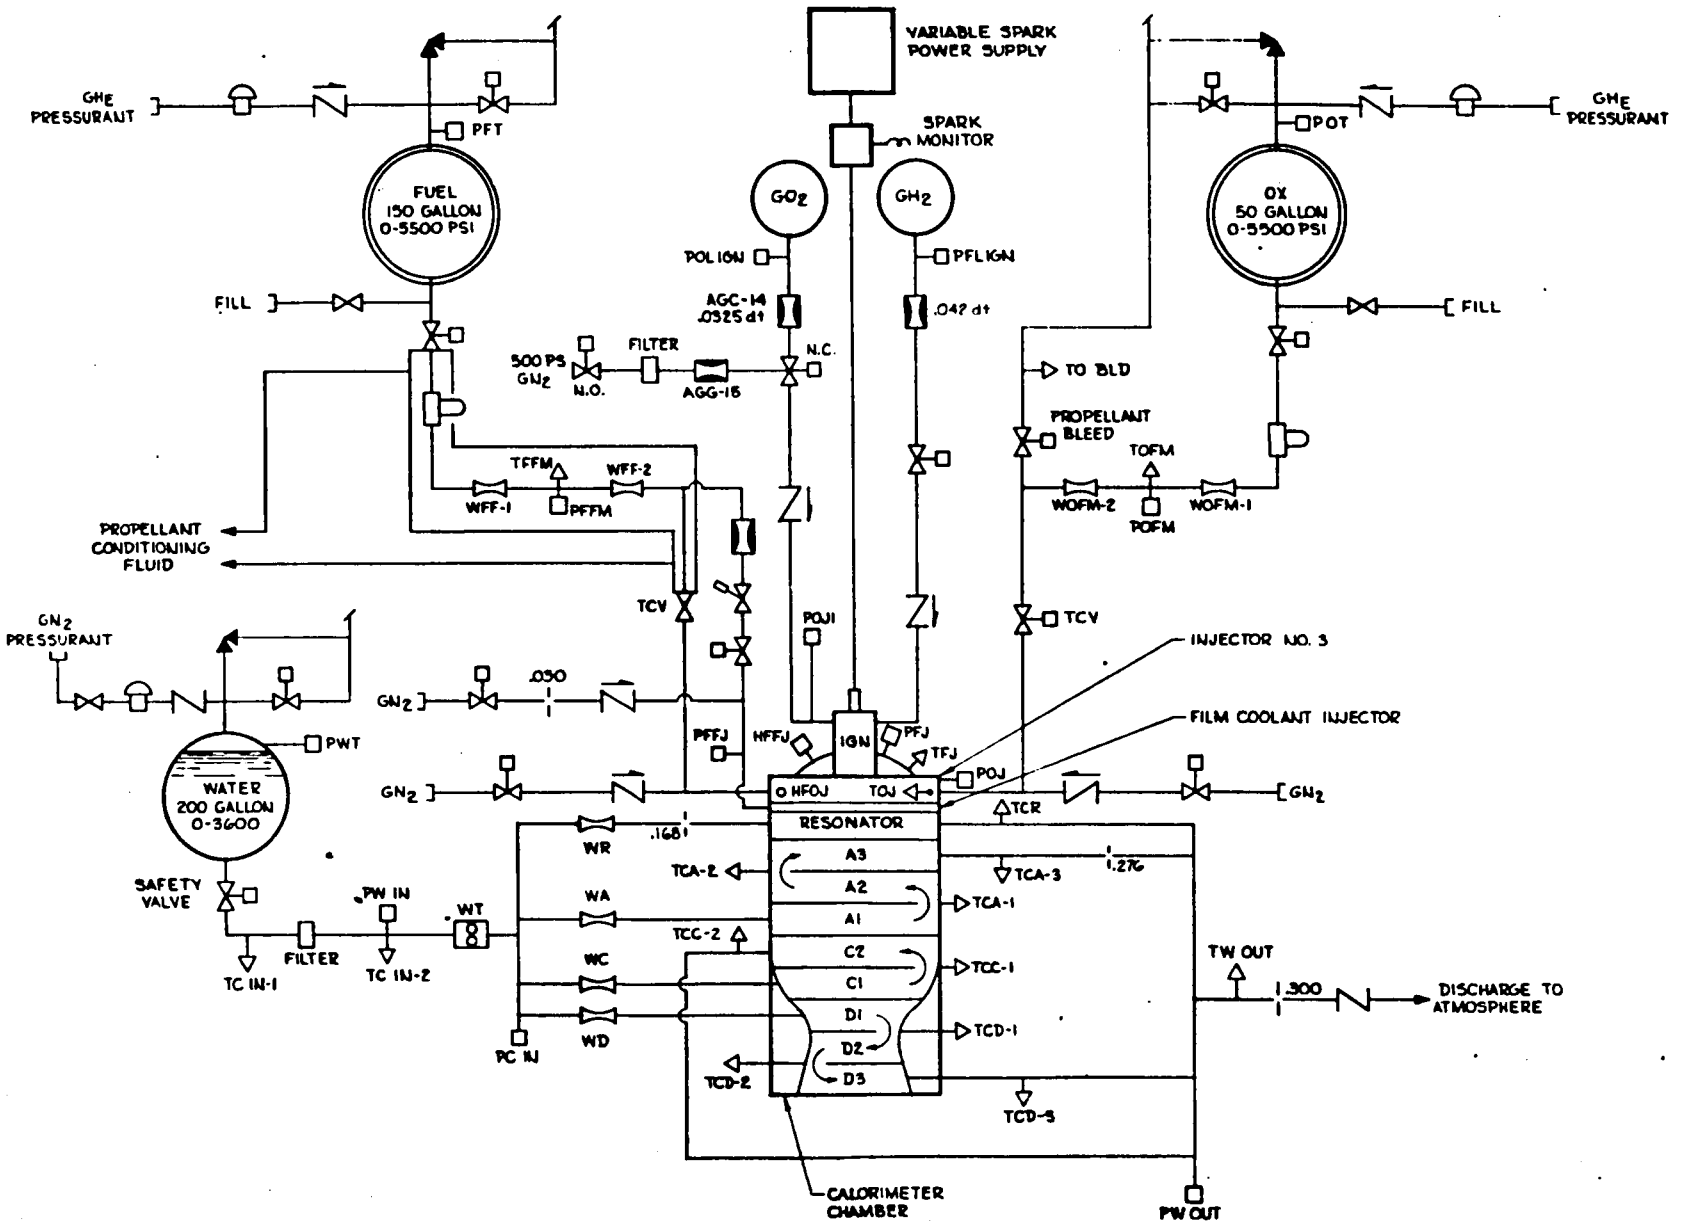 VARIABLE SPARK
POWER SUPPLY
GHE
PRESSURANT
PFT
SPARK
MONITOR
POT
GHE
PRESSURANT
FUEL
150 GALLON
0-5500 PSI
GO2
GH2
OX
50 GALLON
0-5500 PSI
POLIGN
PFLIGN
FILL
AGC-14
.0325 dt
.042 dt
FILL
500 PS
GN2
N.O.
FILTER
AGG-15
N.C.
TO BLD
PROPELLANT
BLEED
TFFM
WFF-2
WFF-1
PFFM
TOFM
WOFM-2
POFM
WOFM-1
PROPELLANT
CONDITIONING
FLUID
TCV
POJI
TCV
GN2
PRESSURANT
INJECTOR NO. 3
GN2
.050
FILM COOLANT INJECTOR
PWT
PFFJ
HFFJ
IGN
PFJ
TFJ
POJ
WATER
200 GALLON
0-3600
GN2
HFOJ
TOJ
GN2
TCR
WR
.168
RESONATOR
A3
TCA-2
TCA-3
.276
SAFETY
VALVE
PW IN
WT
WA
A2
TCA-1
A1
TCC-2
FILTER
TC IN-1
TC IN-2
WC
C2
TCC-1
C1
TW OUT
.300
DISCHARGE TO
ATMOSPHERE
PC IN
WD
D1
TCD-1
D2
TCD-2
D3
TCD-3
CALORIMETER
CHAMBER
PW OUT